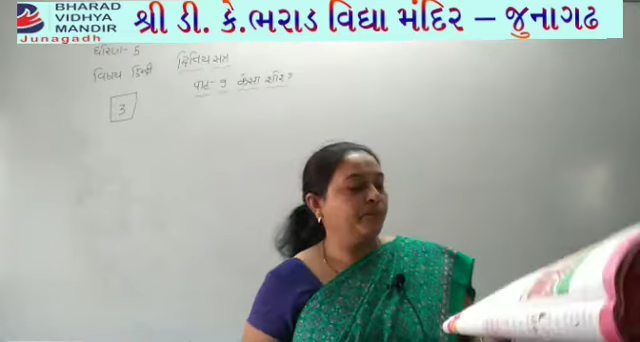 BHARAD
VIDHYA
MANDIR
Junagadh
શ્રી ડી. કે.ભરાડ વિદ્યા મંદિર – જુનાગઢ
ધોરણ- 5
વિષય હિન્દી
દ્વિતિય સત્ર
3